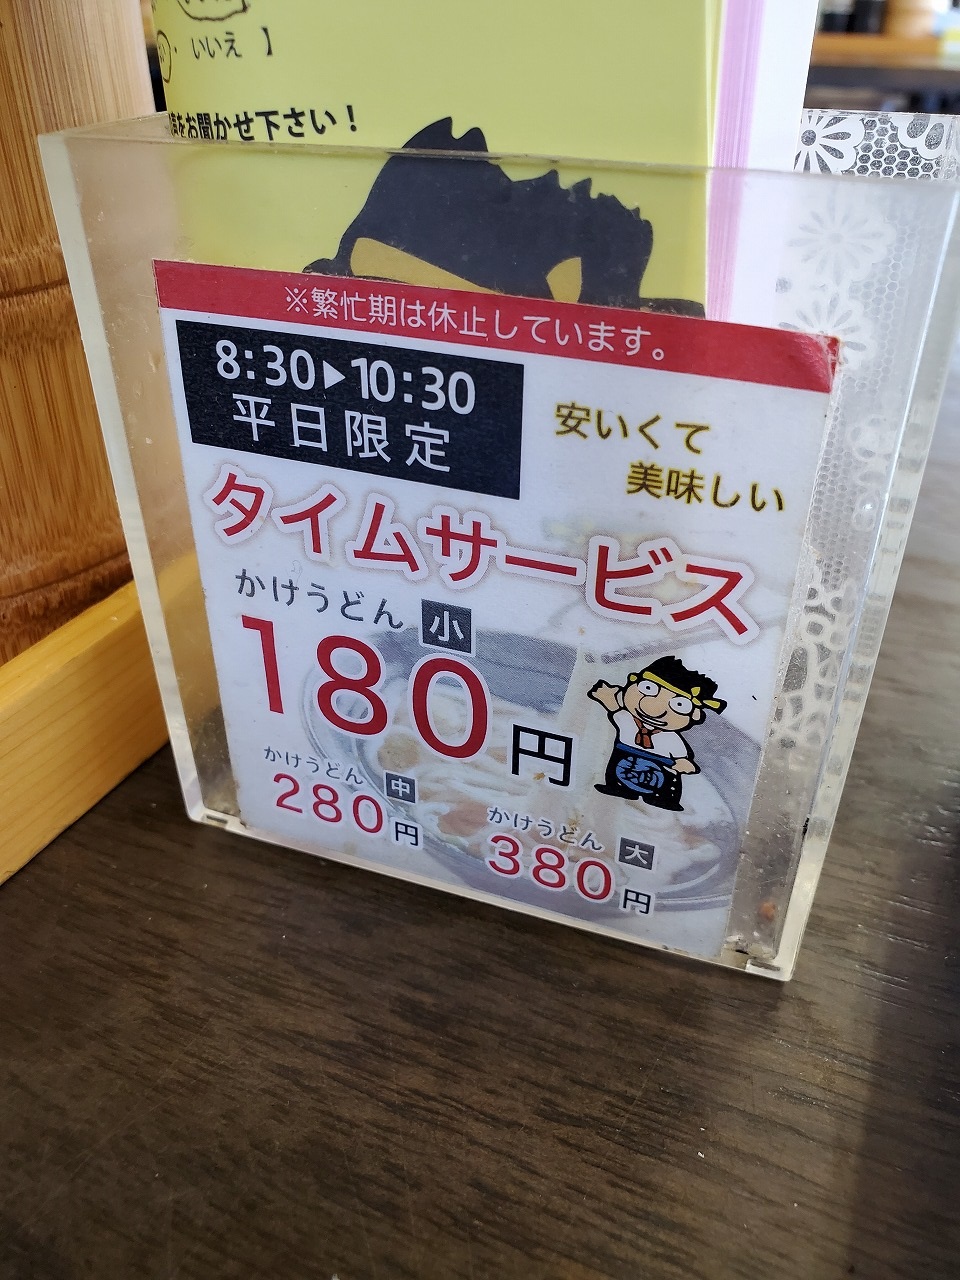 いいえ 】
をお聞かせ下さい！
※繁忙期は休止しています。
8:30▶10:30
平日限定
安いくて
美味しい
タイムサービス
かけうどん 小
180円
かけうどん 中
280円
かけうどん 大
380円
麺